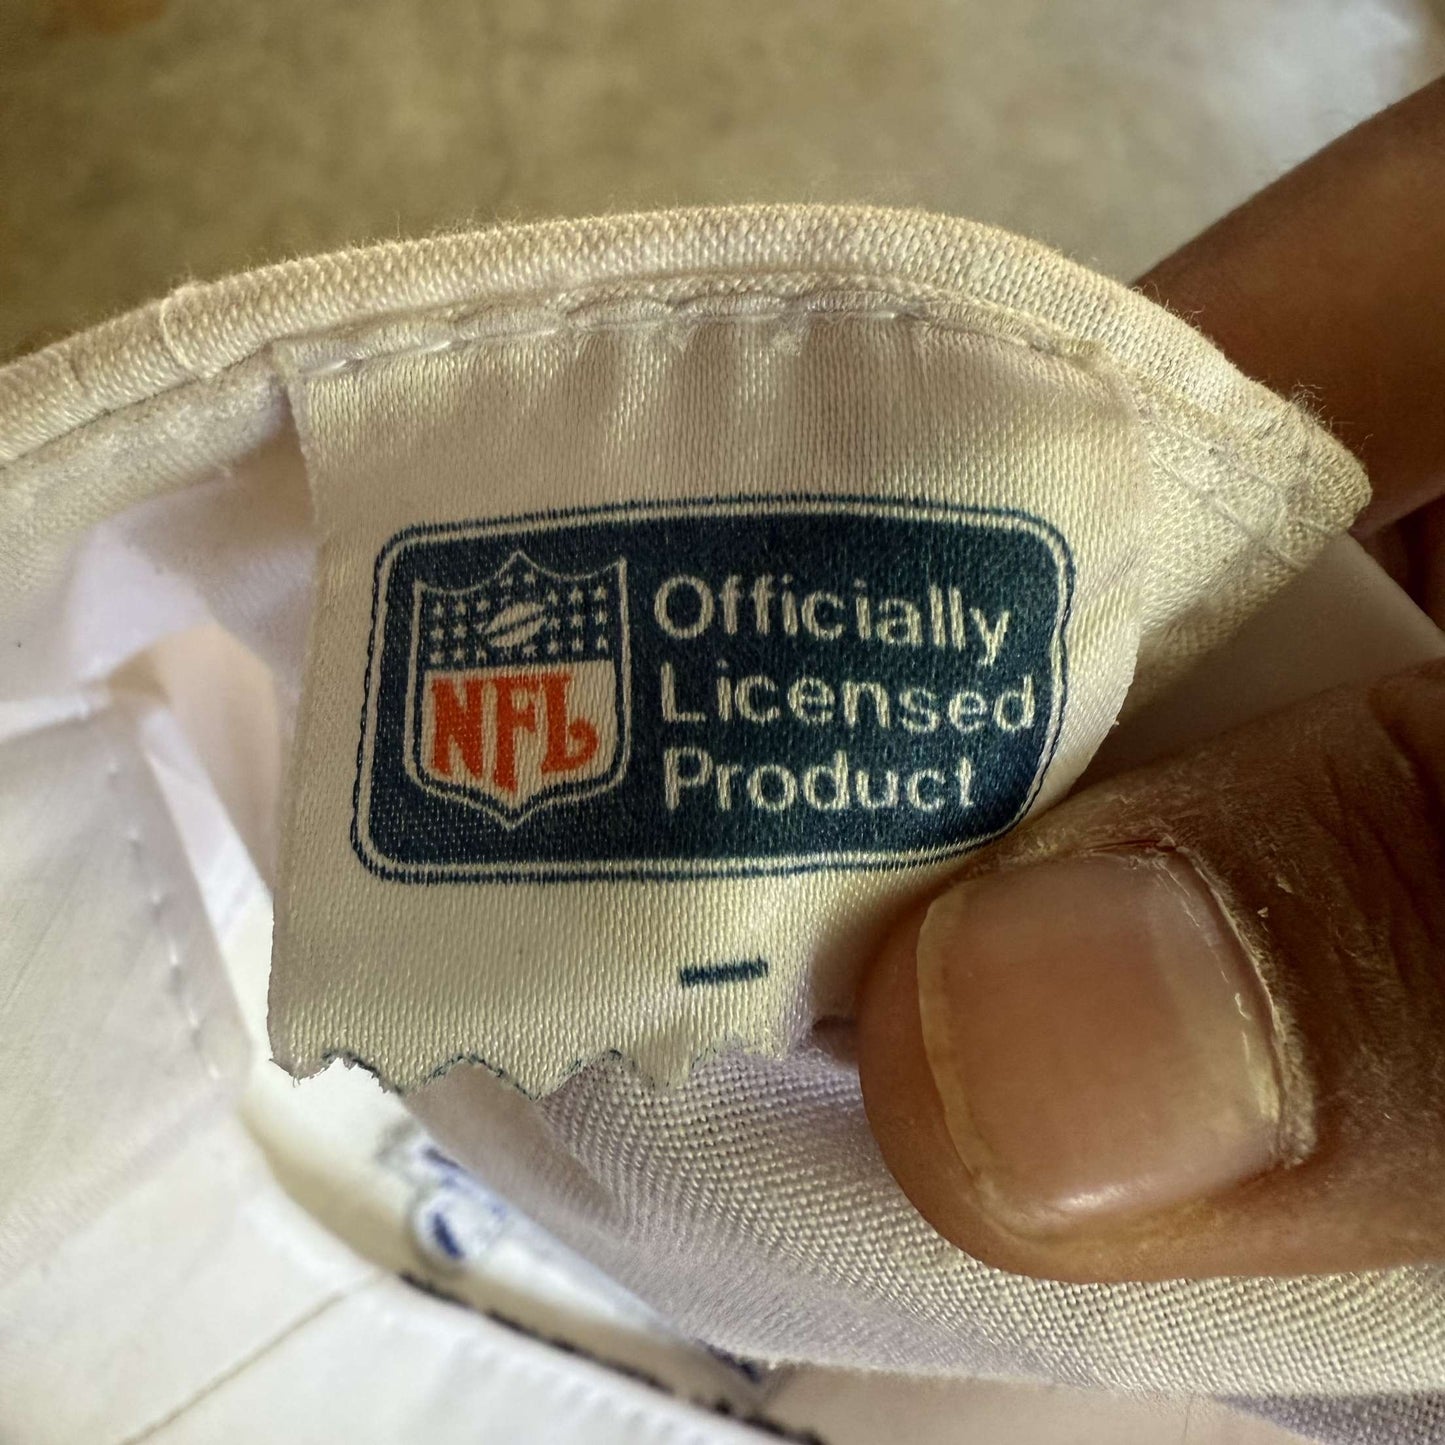 NFL
Officially
Licensed
Product